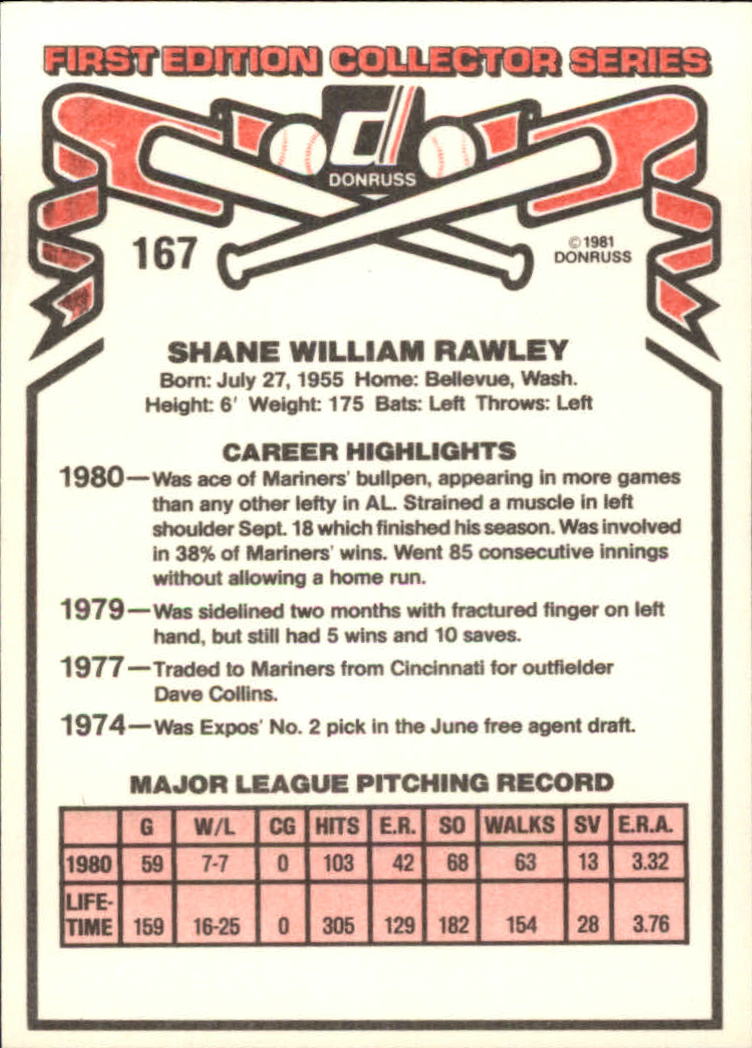 FIRST EDITION COLLECTOR SERIES
d
DONRUSS
167
© 1981
DONRUSS
SHANE WILLIAM RAWLEY
Born: July 27, 1955 Home: Bellevue, Wash.
Height: 6' Weight: 175 Bats: Left Throws: Left
CAREER HIGHLIGHTS
1980—Was ace of Mariners' bullpen, appearing in more games
than any other lefty in AL. Strained a muscle in left
shoulder Sept. 18 which finished his season. Was involved
in 38% of Mariners' wins. Went 85 consecutive innings
without allowing a home run.
1979—Was sidelined two months with fractured finger on left
hand, but still had 5 wins and 10 saves.
1977—Traded to Mariners from Cincinnati for outfielder
Dave Collins.
1974—Was Expos' No. 2 pick in the June free agent draft.
MAJOR LEAGUE PITCHING RECORD
G W/L CG HITS E.R. SO WALKS SV E.R.A.
1980 59 7-7 0 103 42 68 63 13 3.32
LIFE-
TIME 159 16-25 0 305 129 182 154 28 3.76